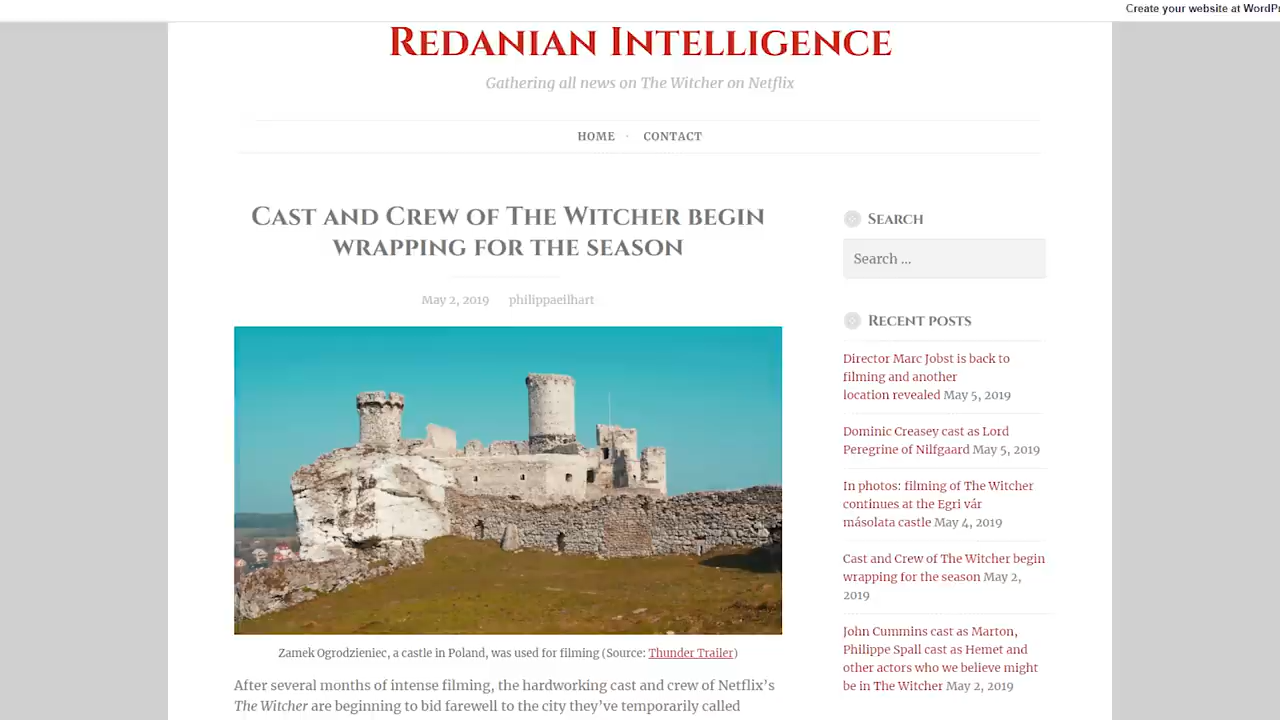 Create your website at WordPr
Redanian Intelligence
Gathering all news on The Witcher on Netflix
HOME · CONTACT
Cast and Crew of The Witcher begin
wrapping for the season
May 2, 2019 philippaeilhart
Zamek Ogrodzieniec, a castle in Poland, was used for filming (Source: Thunder Trailer)
After several months of intense filming, the hardworking cast and crew of Netflix's
The Witcher are beginning to bid farewell to the city they've temporarily called
Search
Search ...
Recent posts
Director Marc Jobst is back to
filming and another
location revealed May 5, 2019
Dominic Creasey cast as Lord
Peregrine of Nilfgaard May 5, 2019
In photos: filming of The Witcher
continues at the Egri vár
másolata castle May 4, 2019
Cast and Crew of The Witcher begin
wrapping for the season May 2,
2019
John Cummins cast as Marton,
Philippe Spall cast as Hemet and
other actors who we believe might
be in The Witcher May 2, 2019